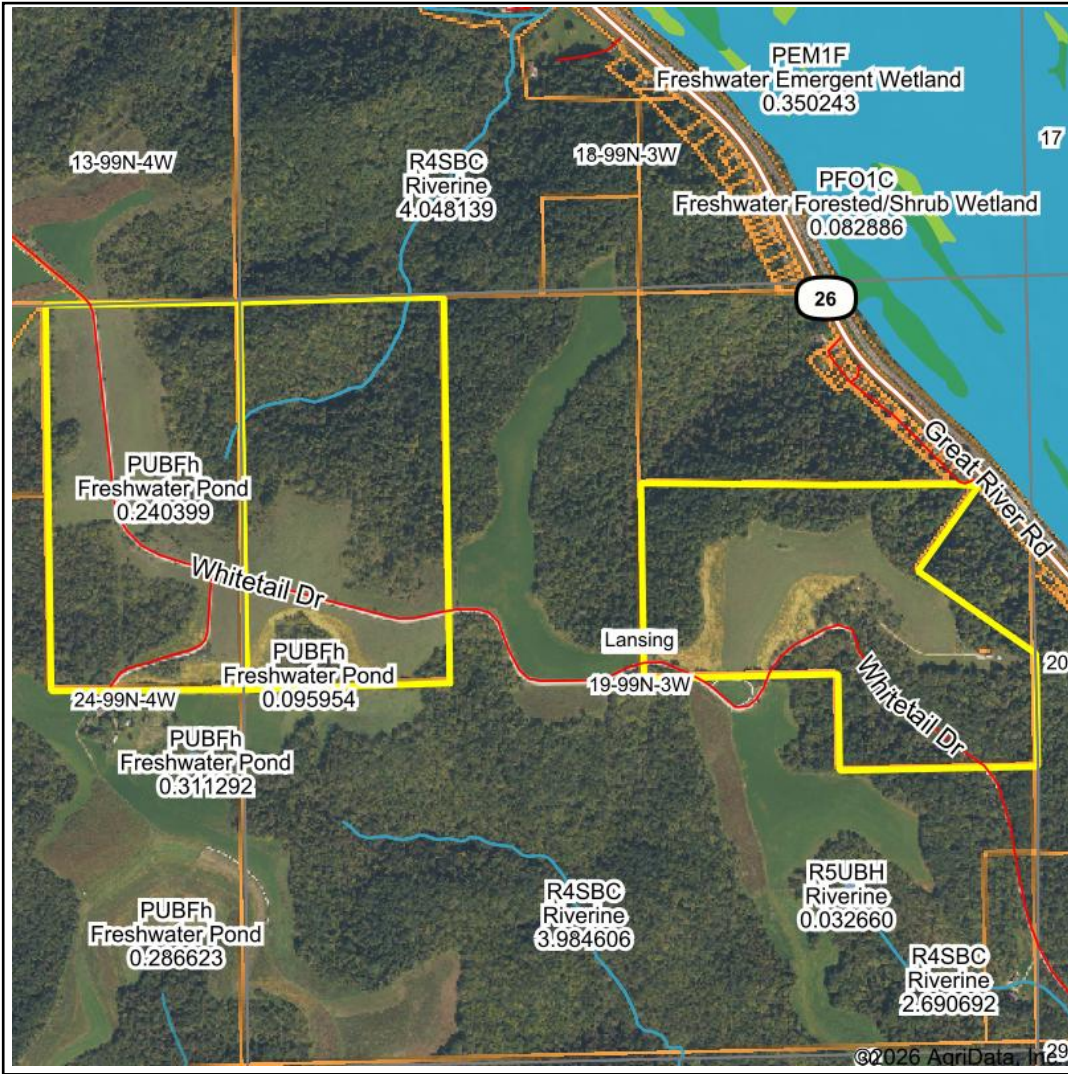 PEM1F
Freshwater Emergent Wetland
0.350243
17
13-99N-4W
R4SBC
Riverine
4.048139
18-99N-3W
PFO1C
Freshwater Forested/Shrub Wetland
0.082886
26
Great River Rd
PUBFh
Freshwater Pond
0.240399
Whitetail Dr
Lansing
19-99N-3W
20
PUBFh
Freshwater Pond
0.095954
24-99N-4W
Whitetail Dr
PUBFh
Freshwater Pond
0.311292
R5UBH
Riverine
0.032660
R4SBC
Riverine
3.984606
PUBFh
Freshwater Pond
0.286623
R4SBC
Riverine
2.690692
2026 AgriData, Inc.
29